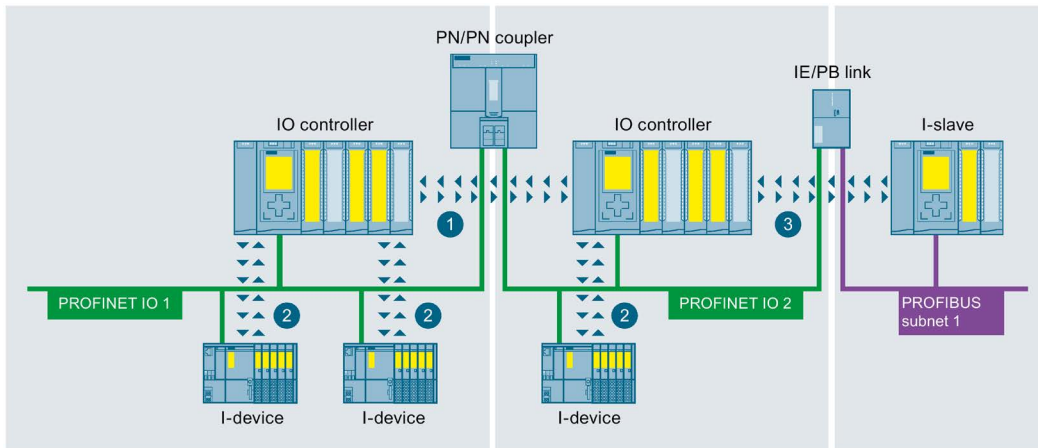 PN/PN coupler
IE/PB link
IO controller
IO controller
I-slave
1
3
PROFINET IO 1
2
2
2
PROFINET IO 2
PROFIBUS
subnet 1
I-device
I-device
I-device